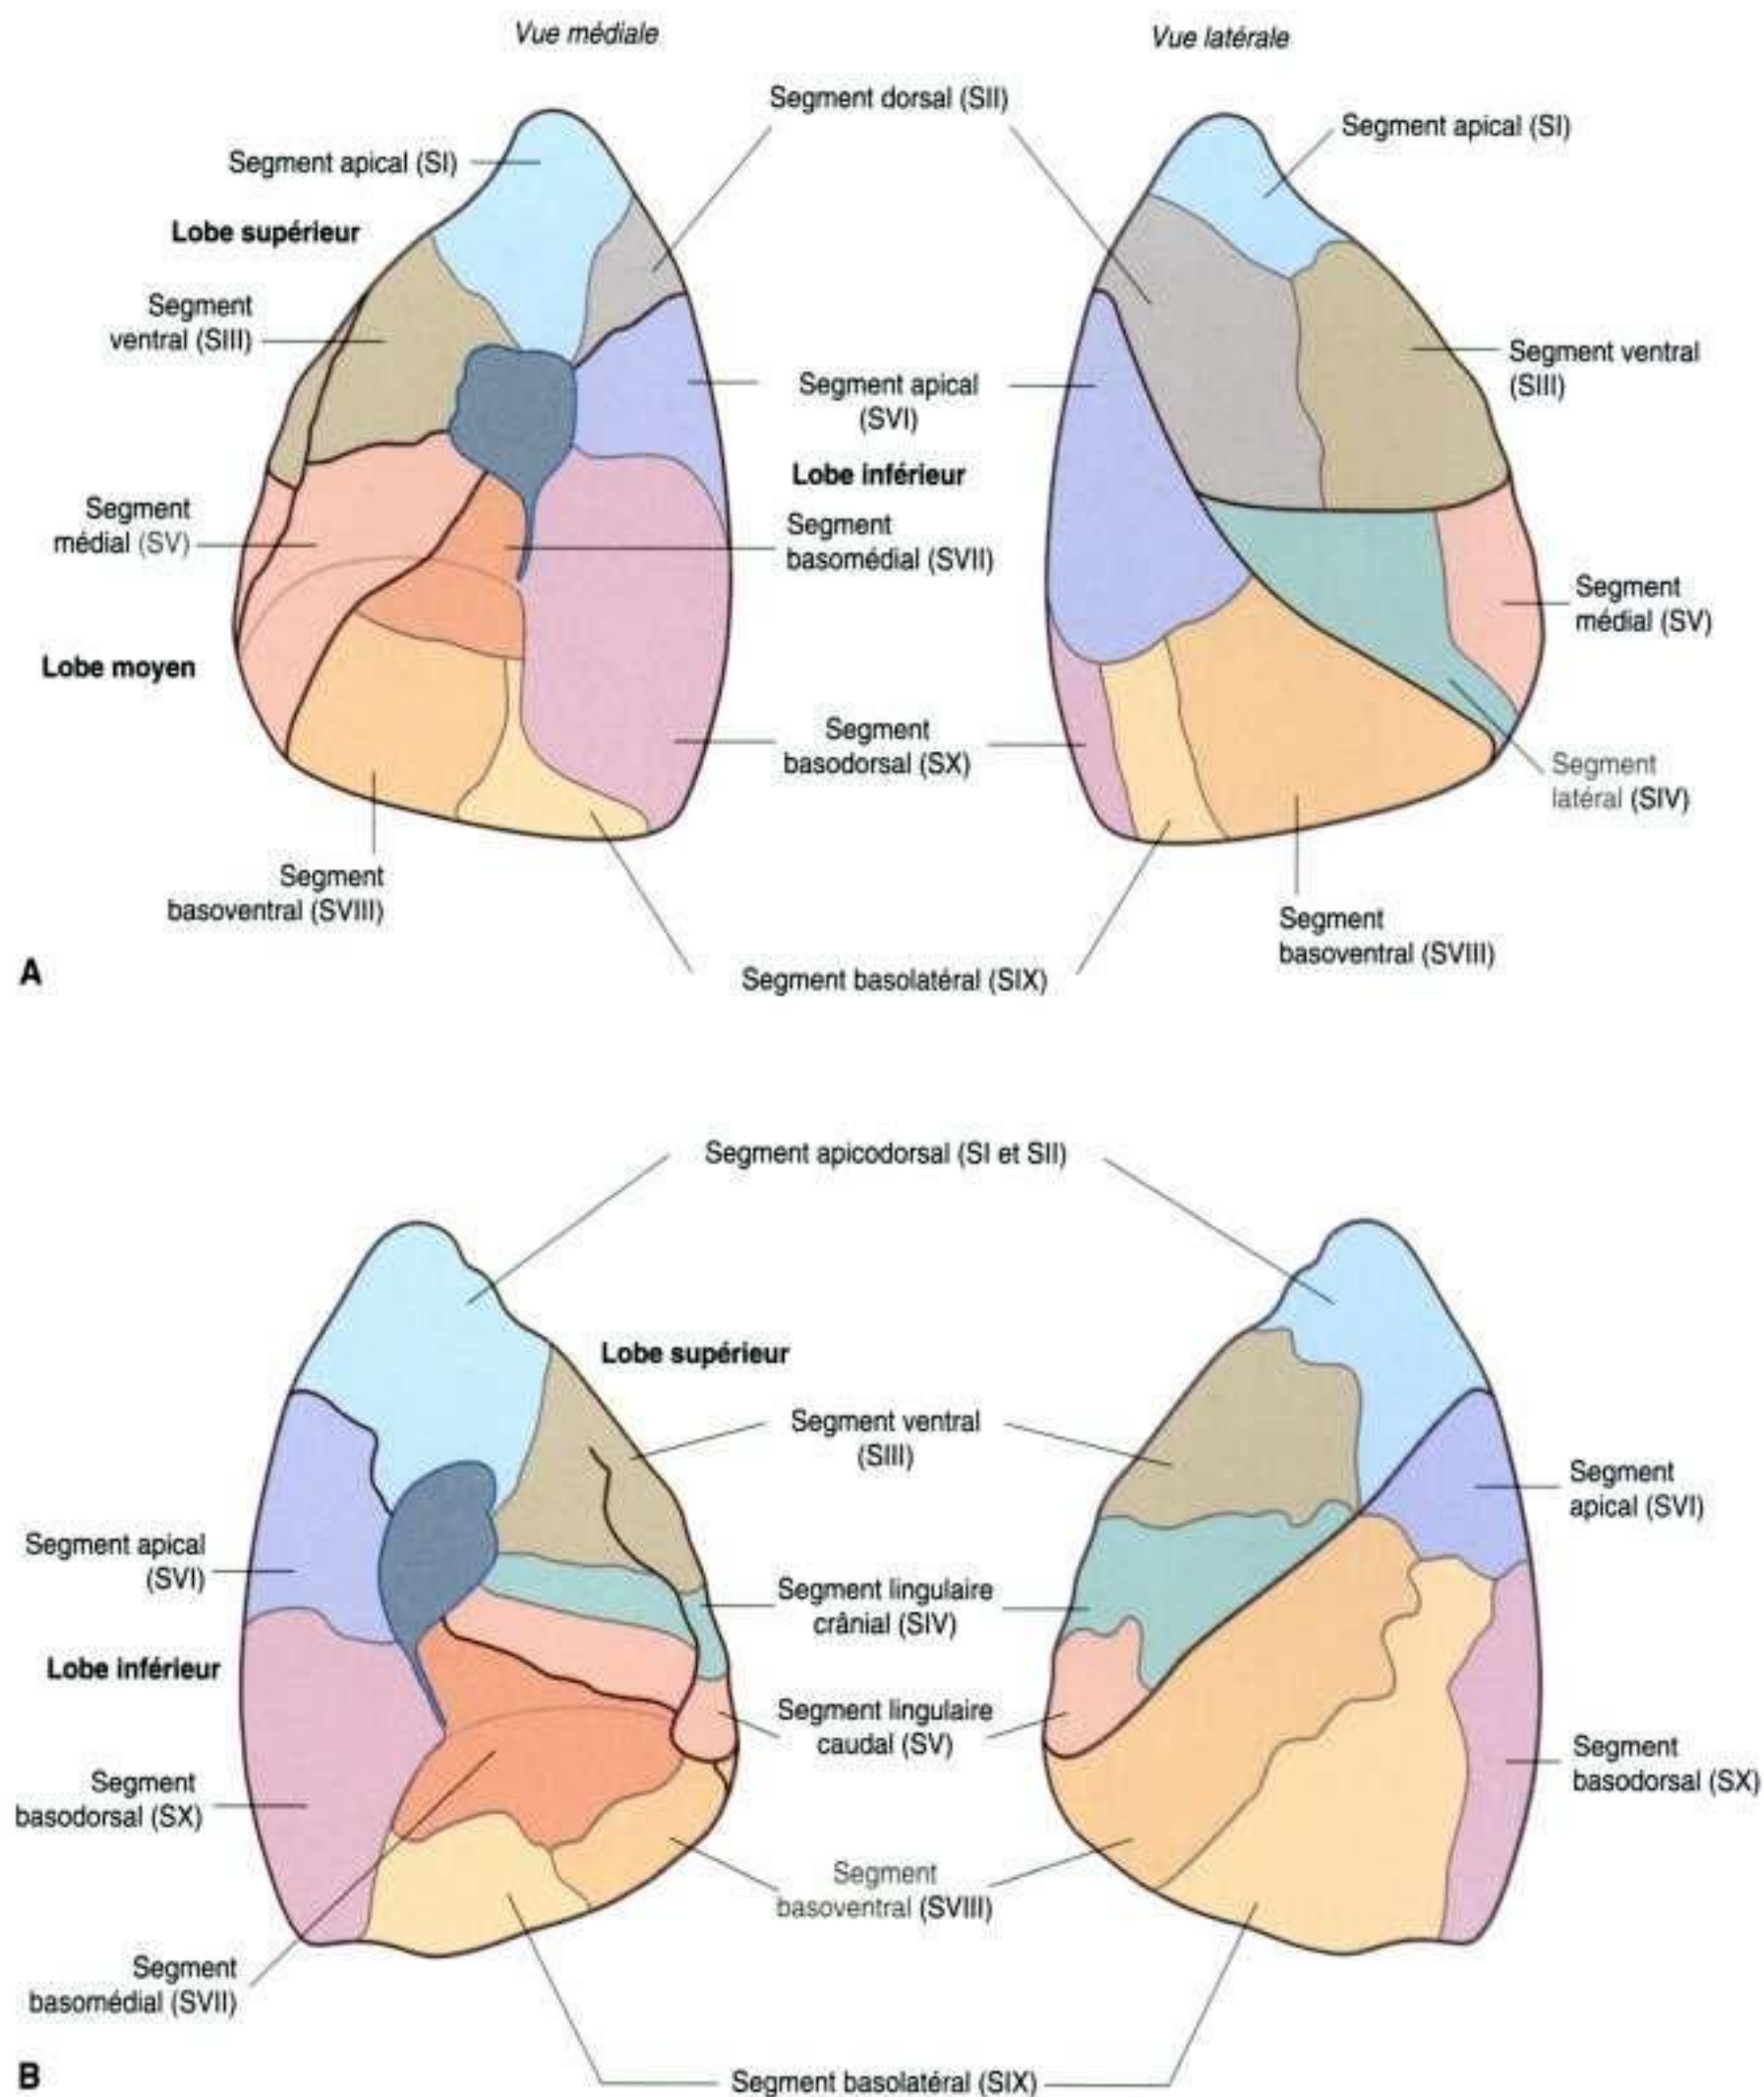 Vue médiale
Vue latérale
Segment dorsal (SII)
Segment apical (SI)
Segment apical (SI)
Lobe supérieur
Segment
ventral (SIII)
Segment ventral
(SIII)
Segment apical
(SVI)
Lobe inférieur
Segment
médial (SV)
Segment
basomédial (SVII)
Segment
médial (SV)
Lobe moyen
Segment
basodorsal (SX)
Segment
latéral (SIV)
Segment
basoventral (SVIII)
Segment
basoventral (SVIII)
A
Segment basolatéral (SIX)
Segment apicodorsal (SI et SII)
Lobe supérieur
Segment ventral
(SIII)
Segment
apical (SVI)
Segment apical
(SVI)
Segment lingulaire
crânial (SIV)
Lobe inférieur
Segment lingulaire
caudal (SV)
Segment
basodorsal (SX)
Segment
basodorsal (SX)
Segment
basoventral (SVIII)
Segment
basomédial (SVII)
B
Segment basolatéral (SIX)